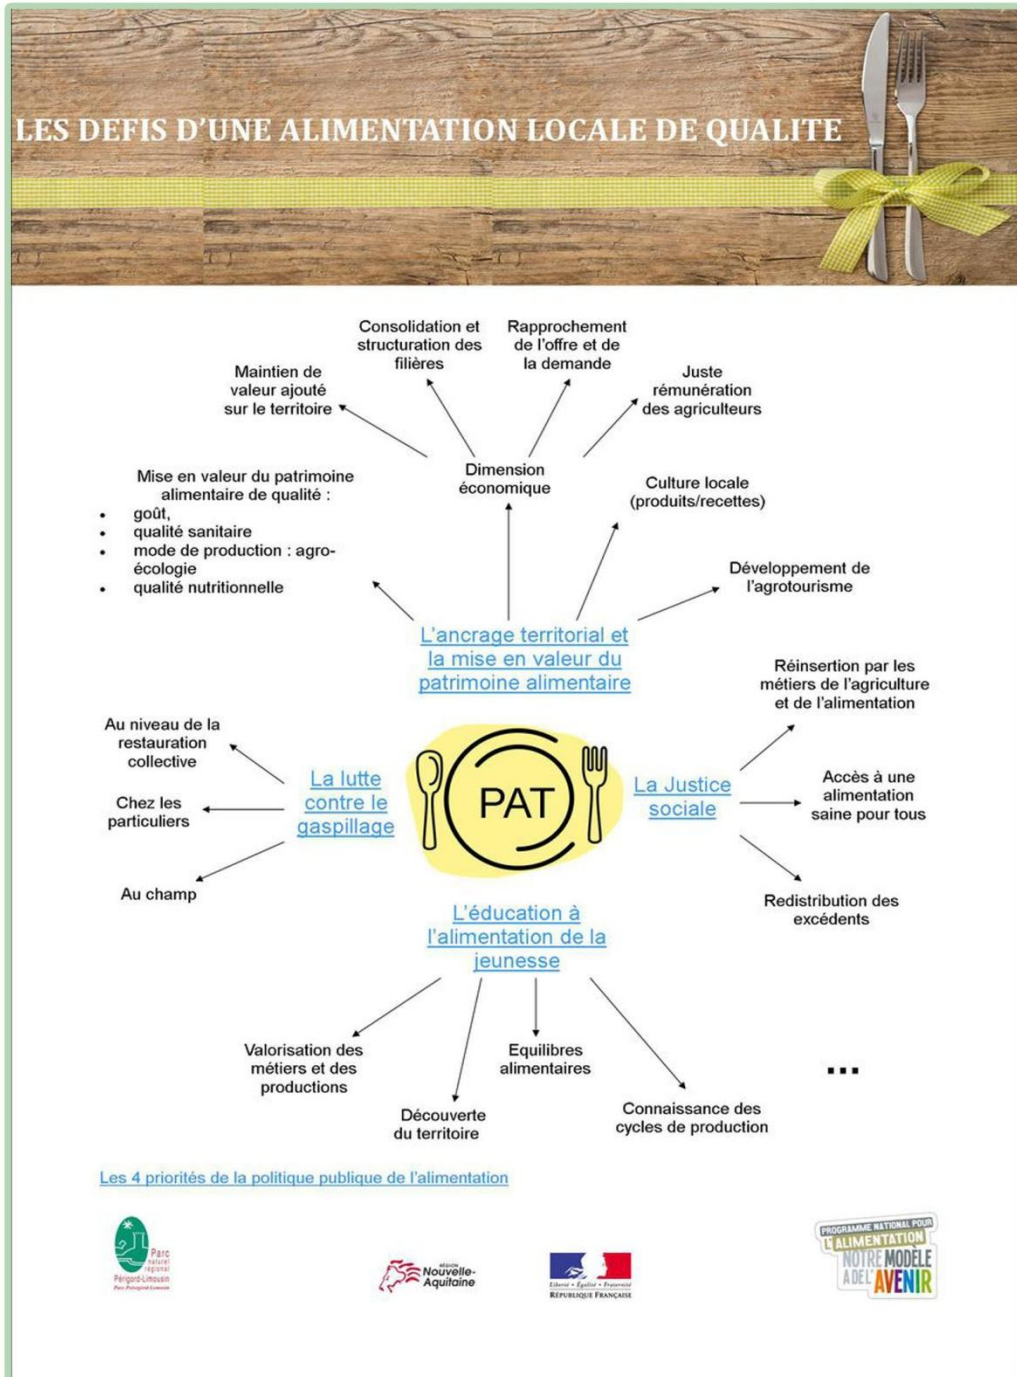 LES DEFIS D'UNE ALIMENTATION LOCALE DE QUALITE
Consolidation et
structuration des
filières
Rapprochement
de l'offre et de
la demande
Maintien de
valeur ajouté
sur le territoire
Juste
rémunération
des agriculteurs
Dimension
économique
Mise en valeur du patrimoine
alimentaire de qualité :
• goût,
• qualité sanitaire
• mode de production : agro-
écologie
• qualité nutritionnelle
Culture locale
(produits/recettes)
Développement de
l'agrotourisme
L'ancrage territorial et
la mise en valeur du
patrimoine alimentaire
Réinsertion par les
métiers de l'agriculture
et de l'alimentation
Au niveau de la
restauration
collective
Chez les
particuliers
Au champ
La lutte
contre le
gaspillage
PAT
La Justice
sociale
Accès à une
alimentation
saine pour tous
Redistribution des
excédents
L'éducation à
l'alimentation de la
jeunesse
Valorisation des
métiers et des
productions
Découverte
du territoire
Equilibres
alimentaires
Connaissance des
cycles de production
...
Les 4 priorités de la politique publique de l'alimentation
Parc
naturel
régional
Périgord-Limousin
RÉGION
Nouvelle-
Aquitaine
Liberté • Égalité • Fraternité
RÉPUBLIQUE FRANÇAISE
PROGRAMME NATIONAL POUR
L'ALIMENTATION
NOTRE MODÈLE
A DE L'AVENIR